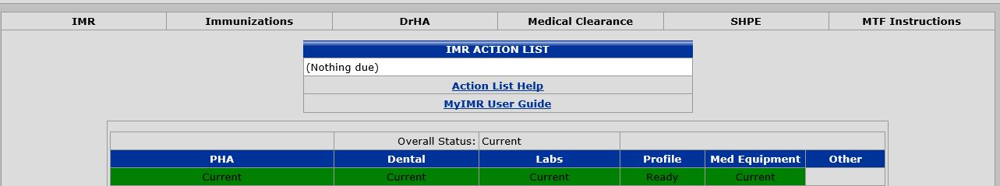 IMR Immunizations DrHA Medical Clearance SHPE MTF Instructions
IMR ACTION LIST
(Nothing due)
Action List Help
MyIMR User Guide
Overall Status: Current
PHA Dental Labs Profile Med Equipment Other
Current Current Current Ready Current